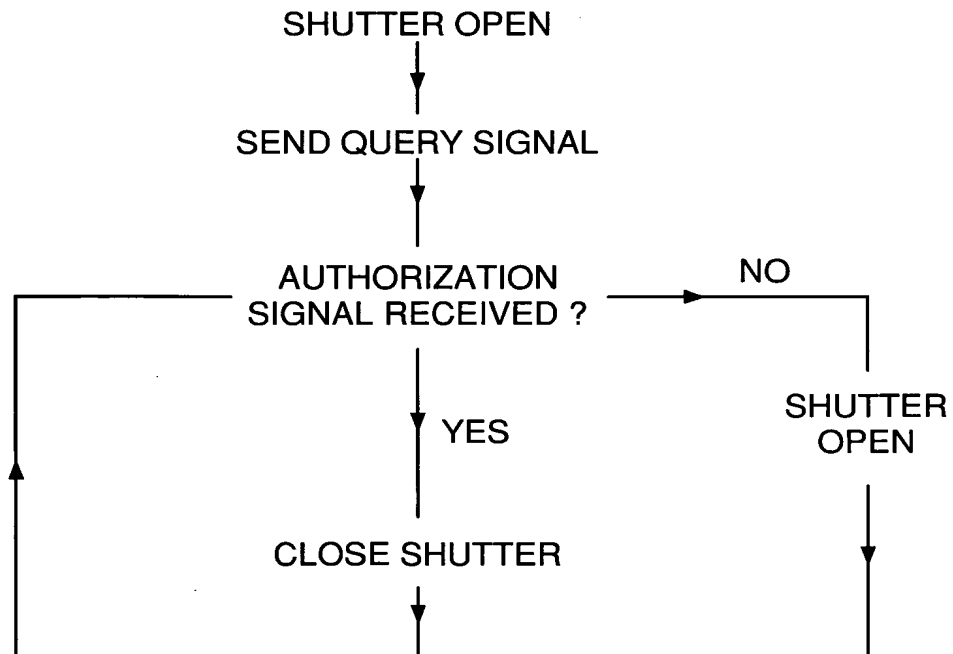 SHUTTER OPEN
SEND QUERY SIGNAL
AUTHORIZATION
SIGNAL RECEIVED ?
NO
YES
SHUTTER
OPEN
CLOSE SHUTTER